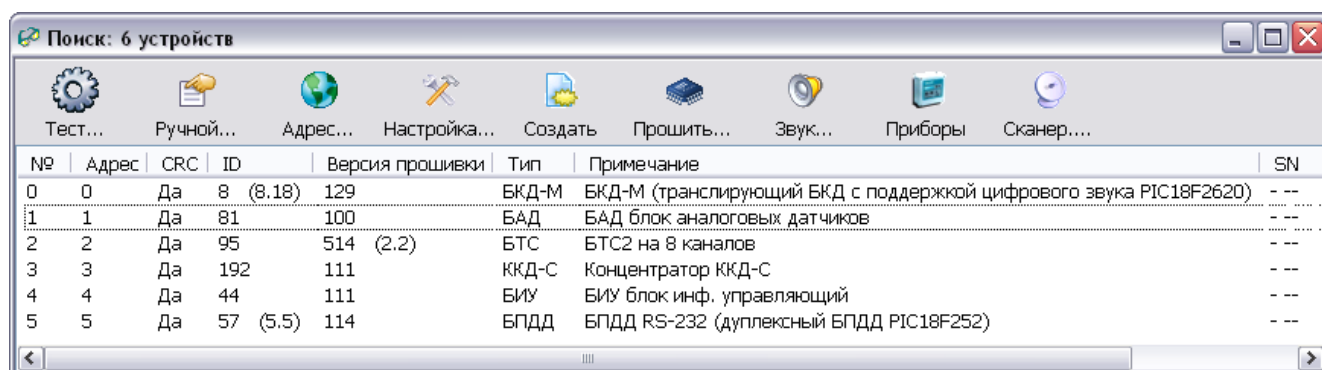 Поиск: 6 устройств
Тест... Ручной... Адрес... Настройка... Создать Прошить... Звук... Приборы Сканер....
№ Адрес CRC ID Версия прошивки Тип Примечание SN
0 0 Да 8 (8.18) 129 БКД-М БКД-М (транслирующий БКД с поддержкой цифрового звука PIC18F2620) - --
1 1 Да 81 100 БАД БАД блок аналоговых датчиков - --
2 2 Да 95 514 (2.2) БТС БТС2 на 8 каналов - --
3 3 Да 192 111 ККД-С Концентратор ККД-С - --
4 4 Да 44 111 БИУ БИУ блок инф. управляющий - --
5 5 Да 57 (5.5) 114 БПДД БПДД RS-232 (дуплексный БПДД PIC18F252) - --